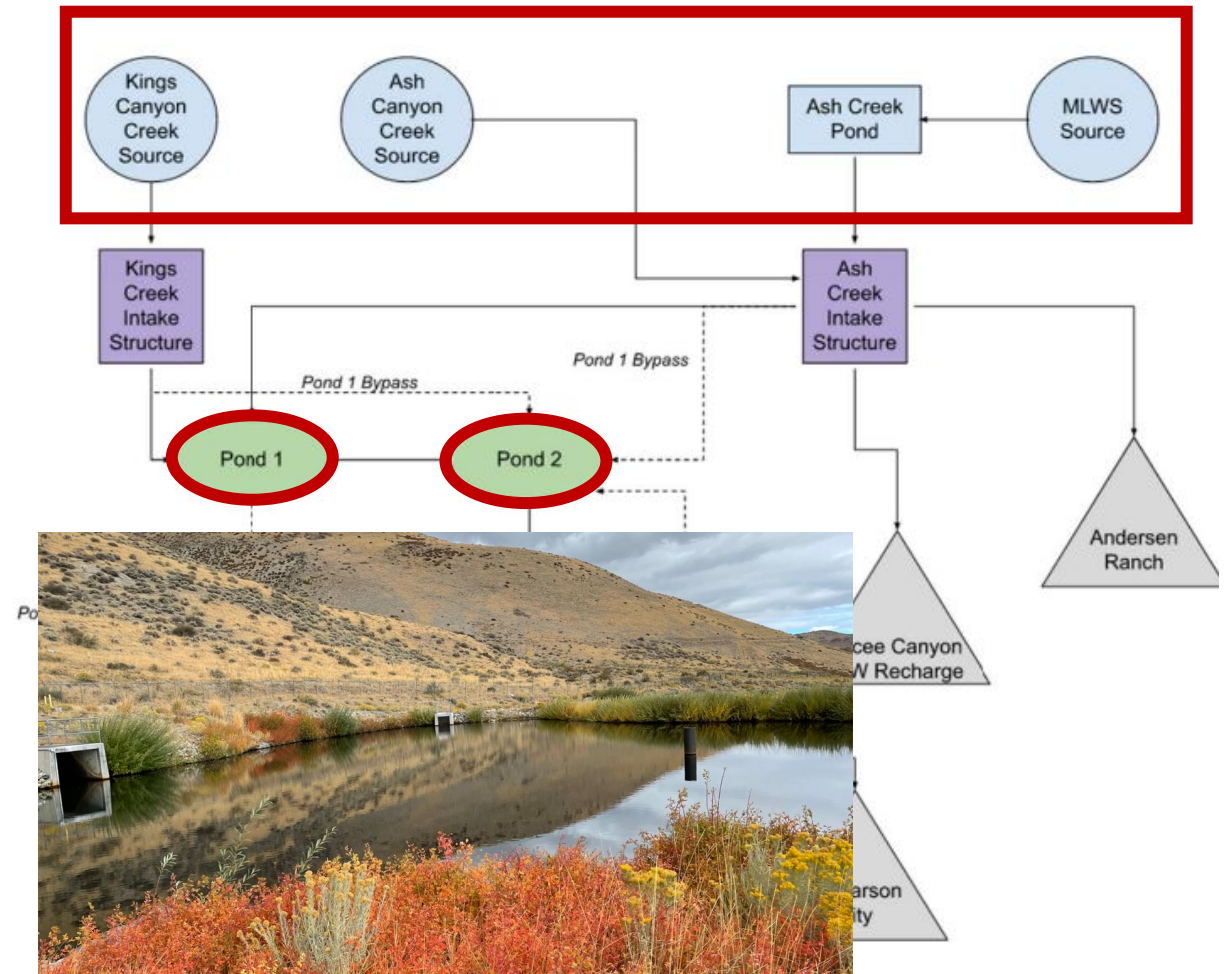 Kings
Canyon
Creek
Source
Ash
Canyon
Creek
Source
Ash Creek
Pond
MLWS
Source
Kings
Creek
Intake
Structure
Ash
Creek
Intake
Structure
Pond 1 Bypass
Pond 1 Bypass
Pond 1
Pond 2
Andersen
Ranch
Canyon
Recharge